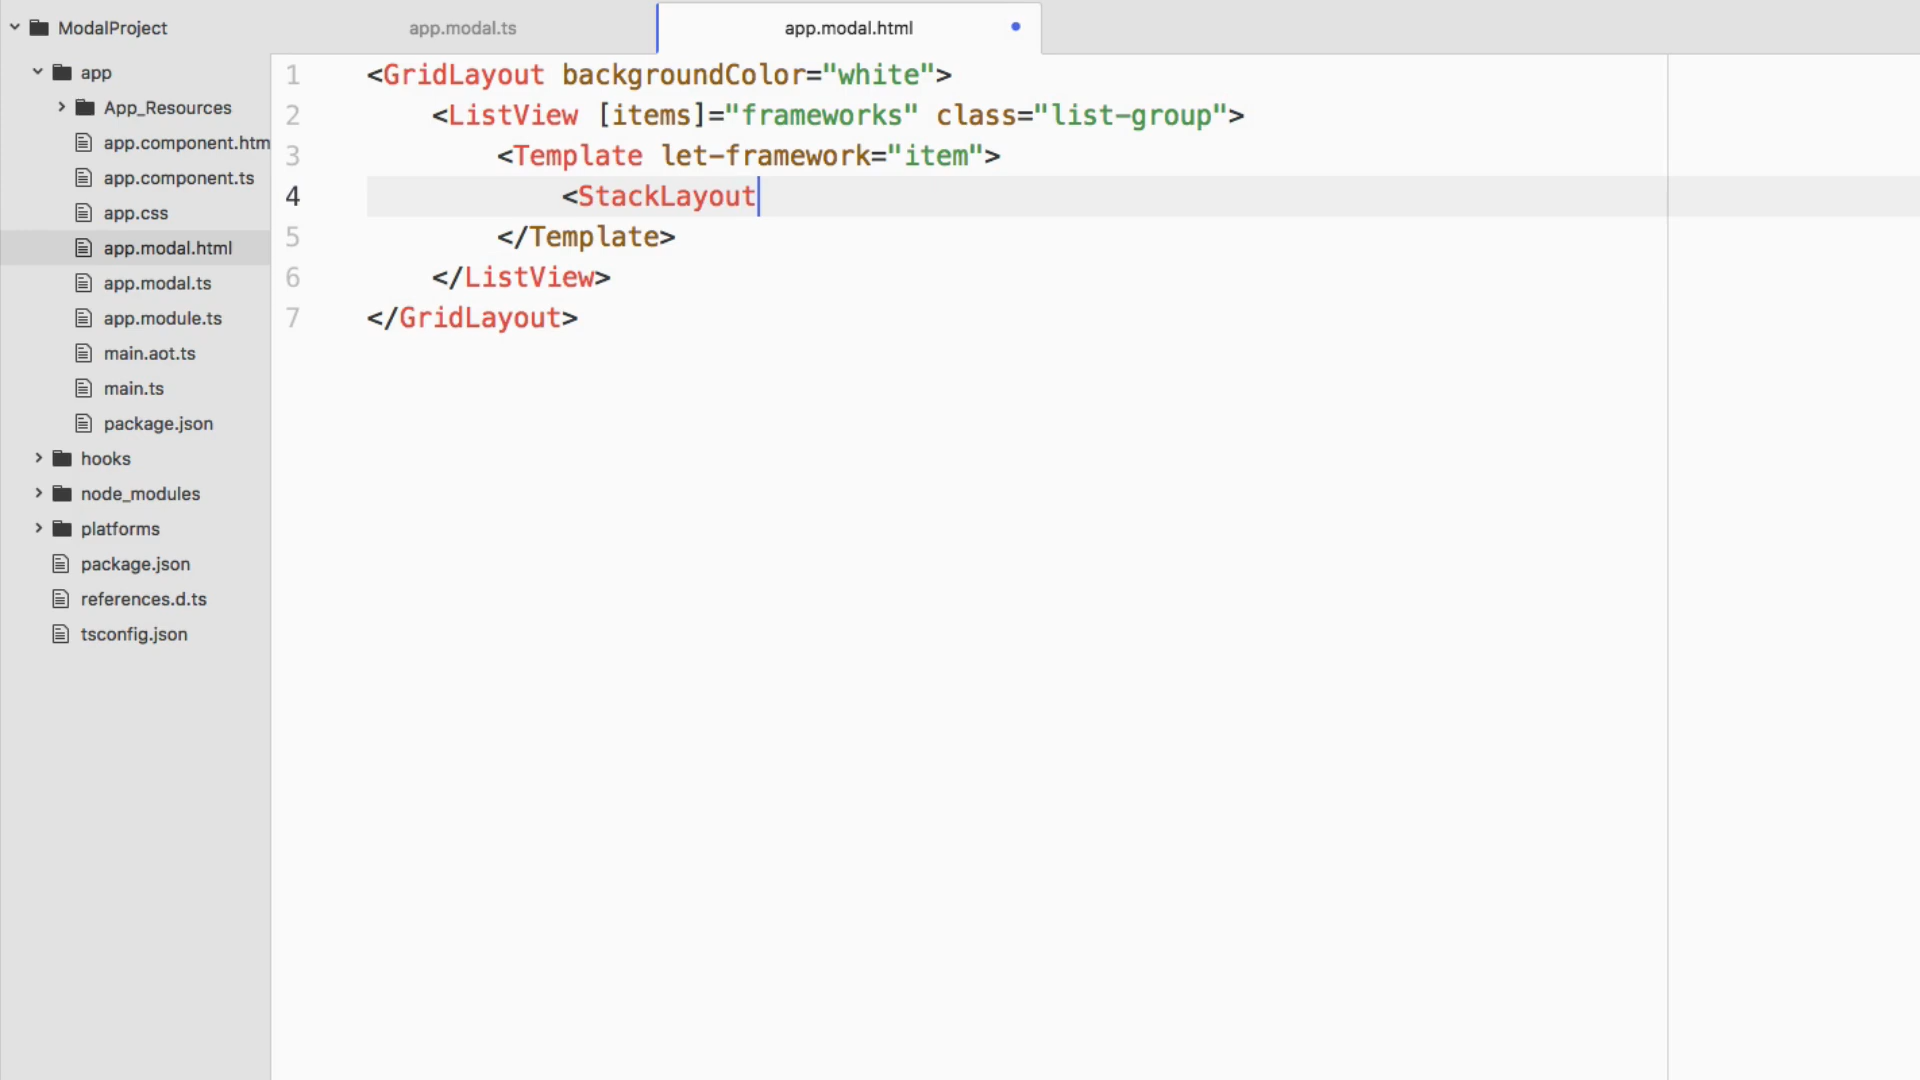 ModalProject
app
App_Resources
app.component.htm
app.component.ts
app.css
app.modal.html
app.modal.ts
app.module.ts
main.aot.ts
main.ts
package.json
hooks
node_modules
platforms
package.json
references.d.ts
tsconfig.json
app.modal.ts
app.modal.html
1 <GridLayout backgroundColor="white">
2 <ListView [items]="frameworks" class="list-group">
3 <Template let-framework="item">
4 <StackLayout
5 </Template>
6 </ListView>
7 </GridLayout>